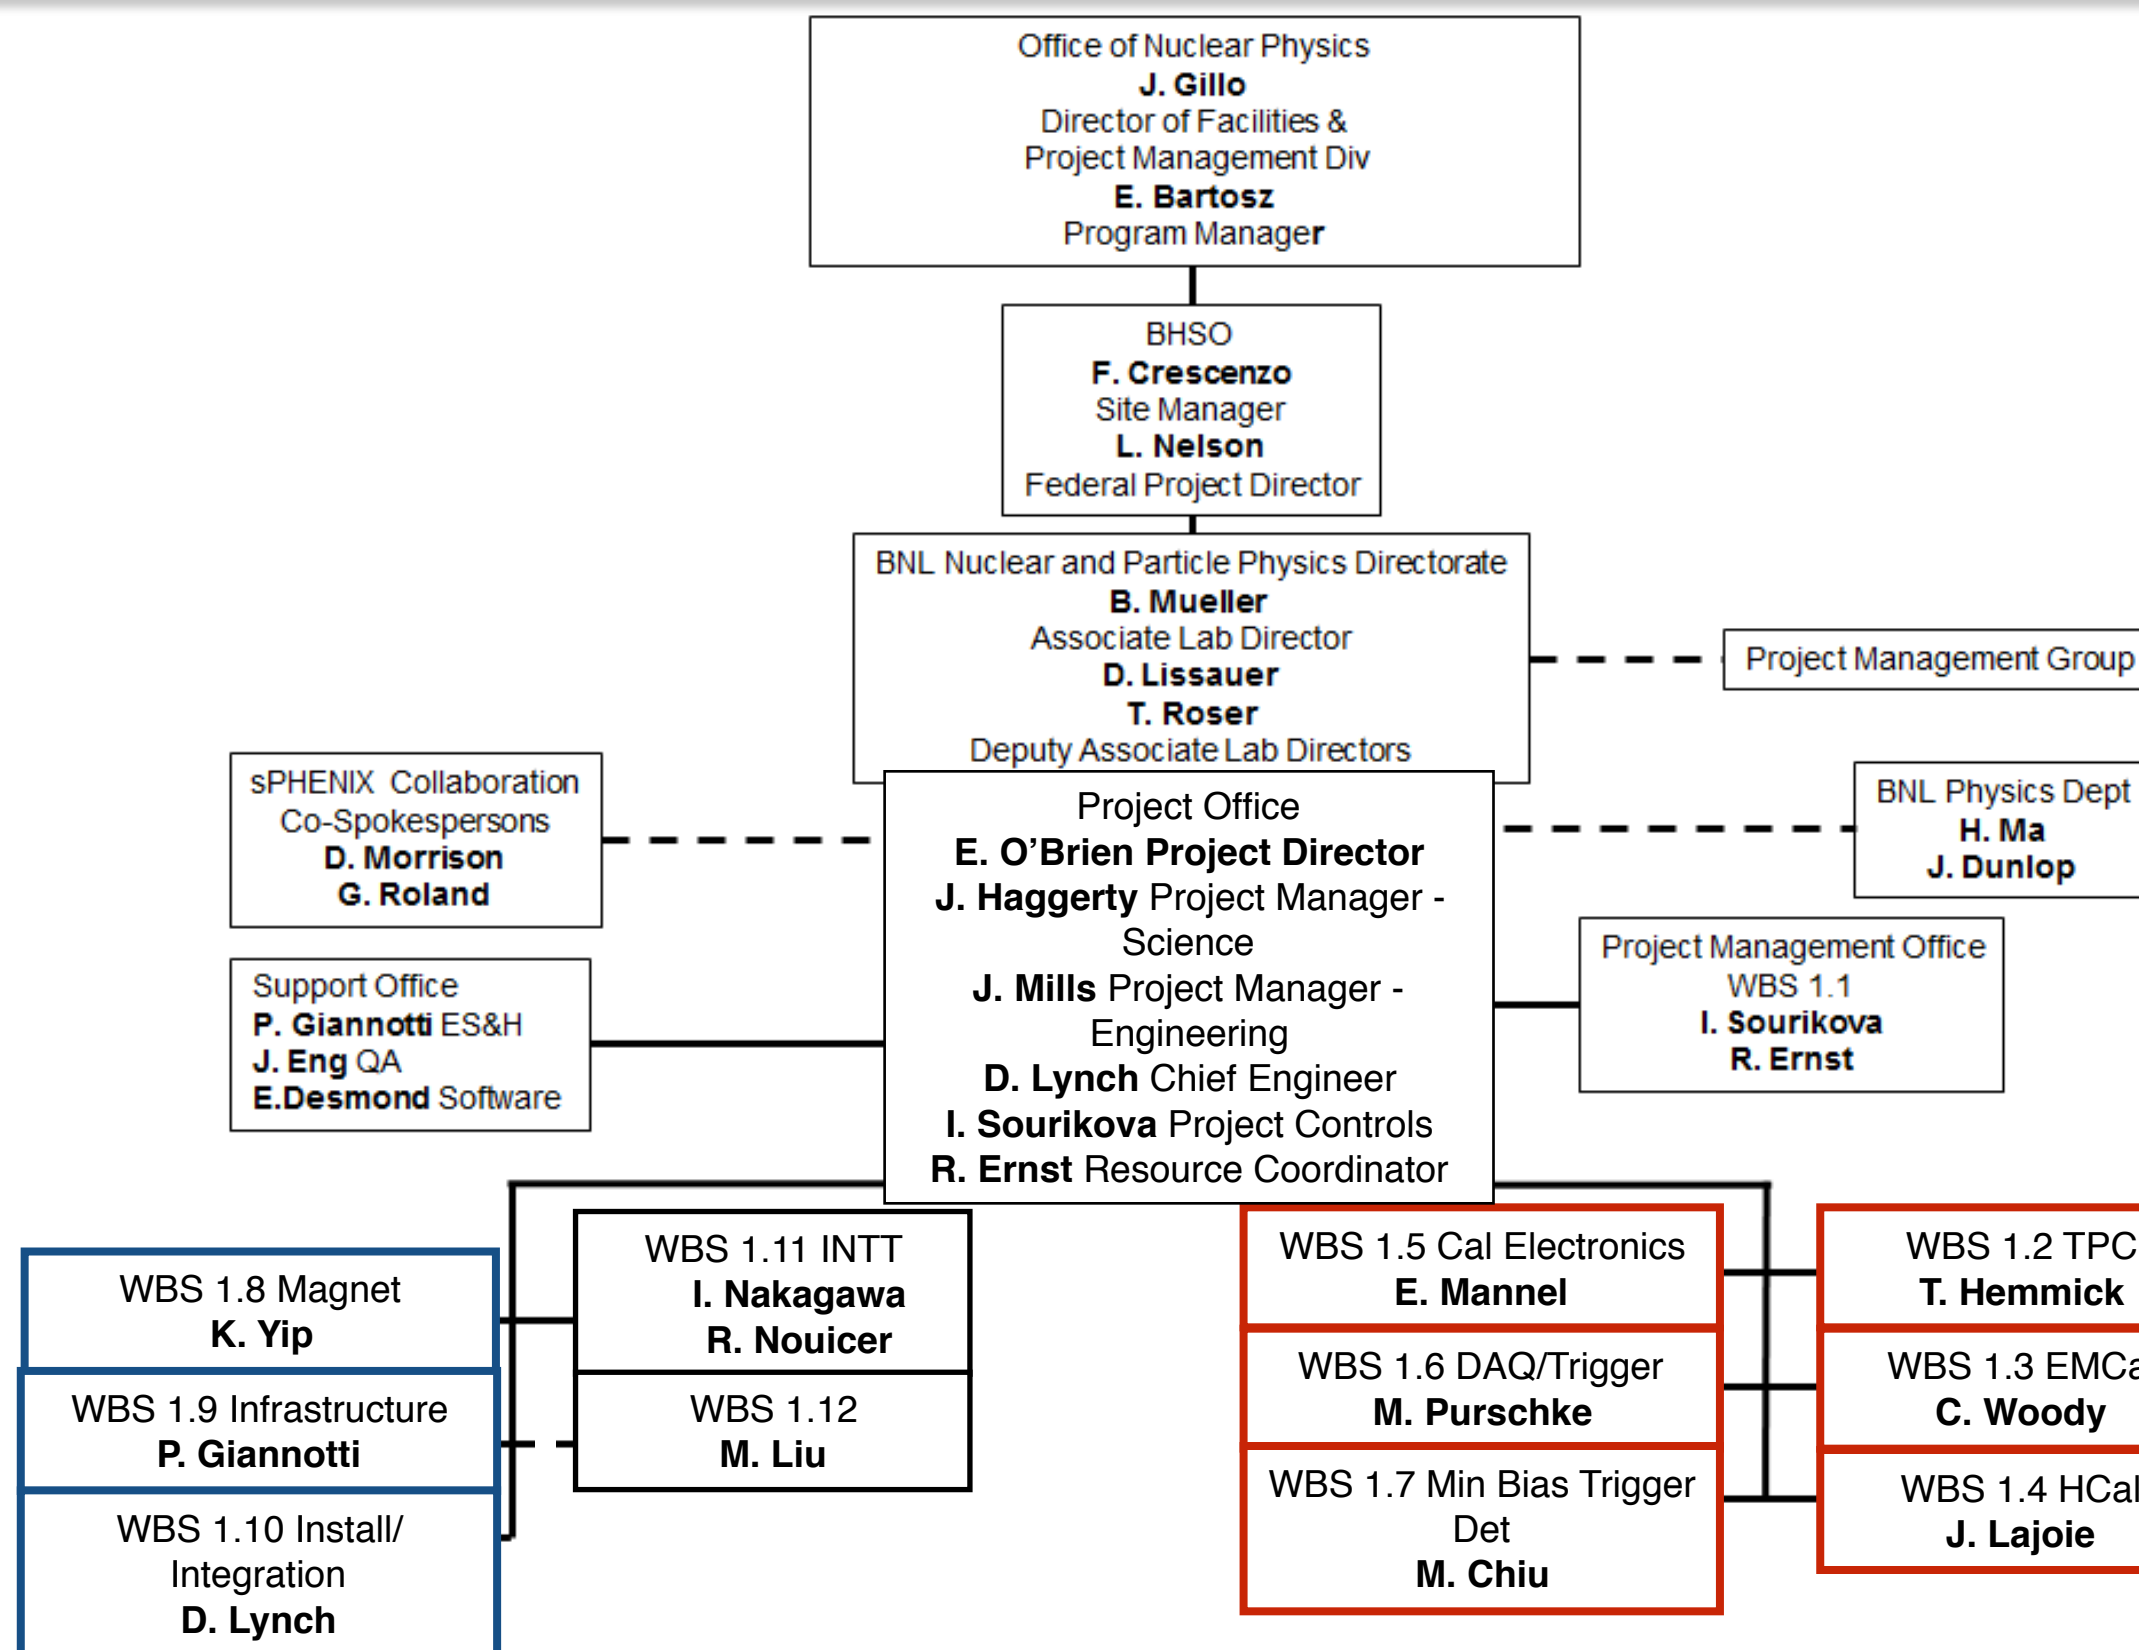 Office of Nuclear Physics
J. Gillo
Director of Facilities &
Project Management Div
E. Bartosz
Program Manager
BHSO
F. Crescenzo
Site Manager
L. Nelson
Federal Project Director
BNL Nuclear and Particle Physics Directorate
B. Mueller
Associate Lab Director
D. Lissauer
T. Roser
Deputy Associate Lab Directors
Project Management Group
sPHENIX Collaboration
Co-Spokespersons
D. Morrison
G. Roland
BNL Physics Dept
H. Ma
J. Dunlop
Project Office
E. O’Brien Project Director
J. Haggerty Project Manager -
Science
J. Mills Project Manager -
Engineering
D. Lynch Chief Engineer
I. Sourikova Project Controls
R. Ernst Resource Coordinator
Support Office
P. Giannotti ES&H
J. Eng QA
E.Desmond Software
Project Management Office
WBS 1.1
I. Sourikova
R. Ernst
WBS 1.8 Magnet
K. Yip
WBS 1.9 Infrastructure
P. Giannotti
WBS 1.10 Install/
Integration
D. Lynch
WBS 1.11 INTT
I. Nakagawa
R. Nouicer
WBS 1.12
M. Liu
WBS 1.5 Cal Electronics
E. Mannel
WBS 1.6 DAQ/Trigger
M. Purschke
WBS 1.7 Min Bias Trigger
Det
M. Chiu
WBS 1.2 TPC
T. Hemmick
WBS 1.3 EMCa
C. Woody
WBS 1.4 HCal
J. Lajoie